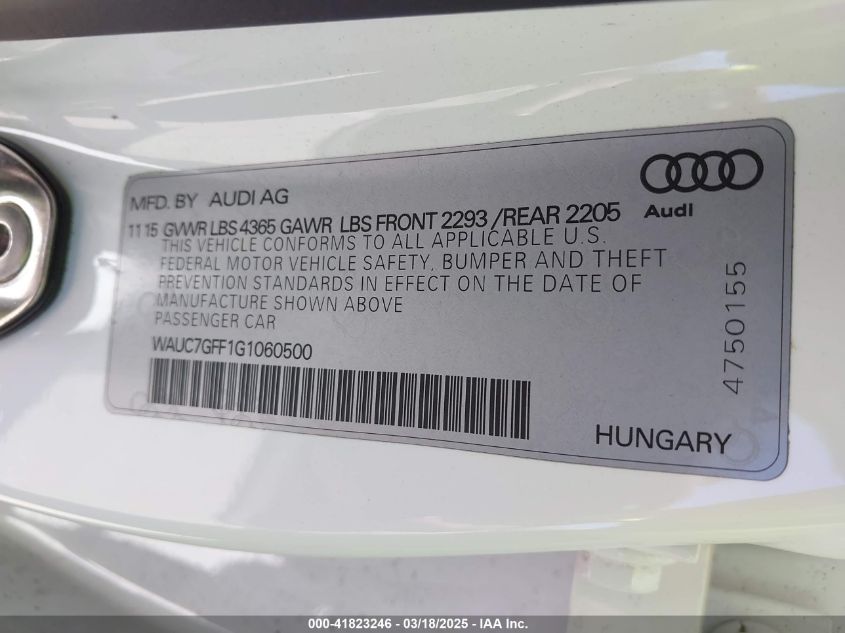 MFD. BY AUDI AG
Audi
11 15 GVWR LBS 4365 GAWR LBS FRONT 2293 /REAR 2205
THIS VEHICLE CONFORMS TO ALL APPLICABLE U.S.
FEDERAL MOTOR VEHICLE SAFETY, BUMPER AND THEFT
PREVENTION STANDARDS IN EFFECT ON THE DATE OF
MANUFACTURE SHOWN ABOVE
PASSENGER CAR
WAUC7GFF1G1060500
4750155
HUNGARY
000-41823246 - 03/18/2025 - IAA Inc.